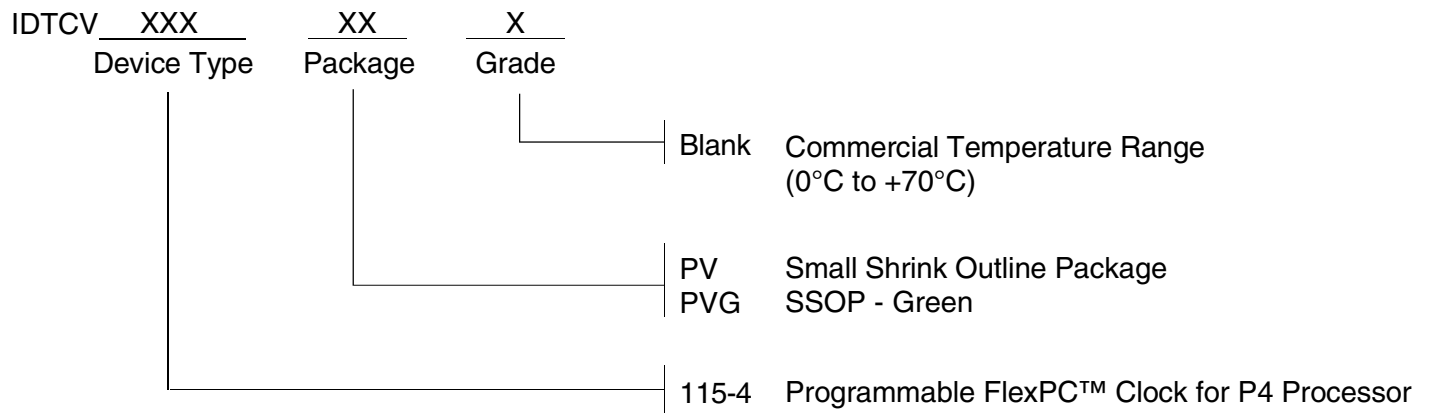 IDTCV XXX XX X
Device Type Package Grade
Blank Commercial Temperature Range
(0°C to +70°C)
PV Small Shrink Outline Package
PVG SSOP - Green
115-4 Programmable FlexPC™ Clock for P4 Processor